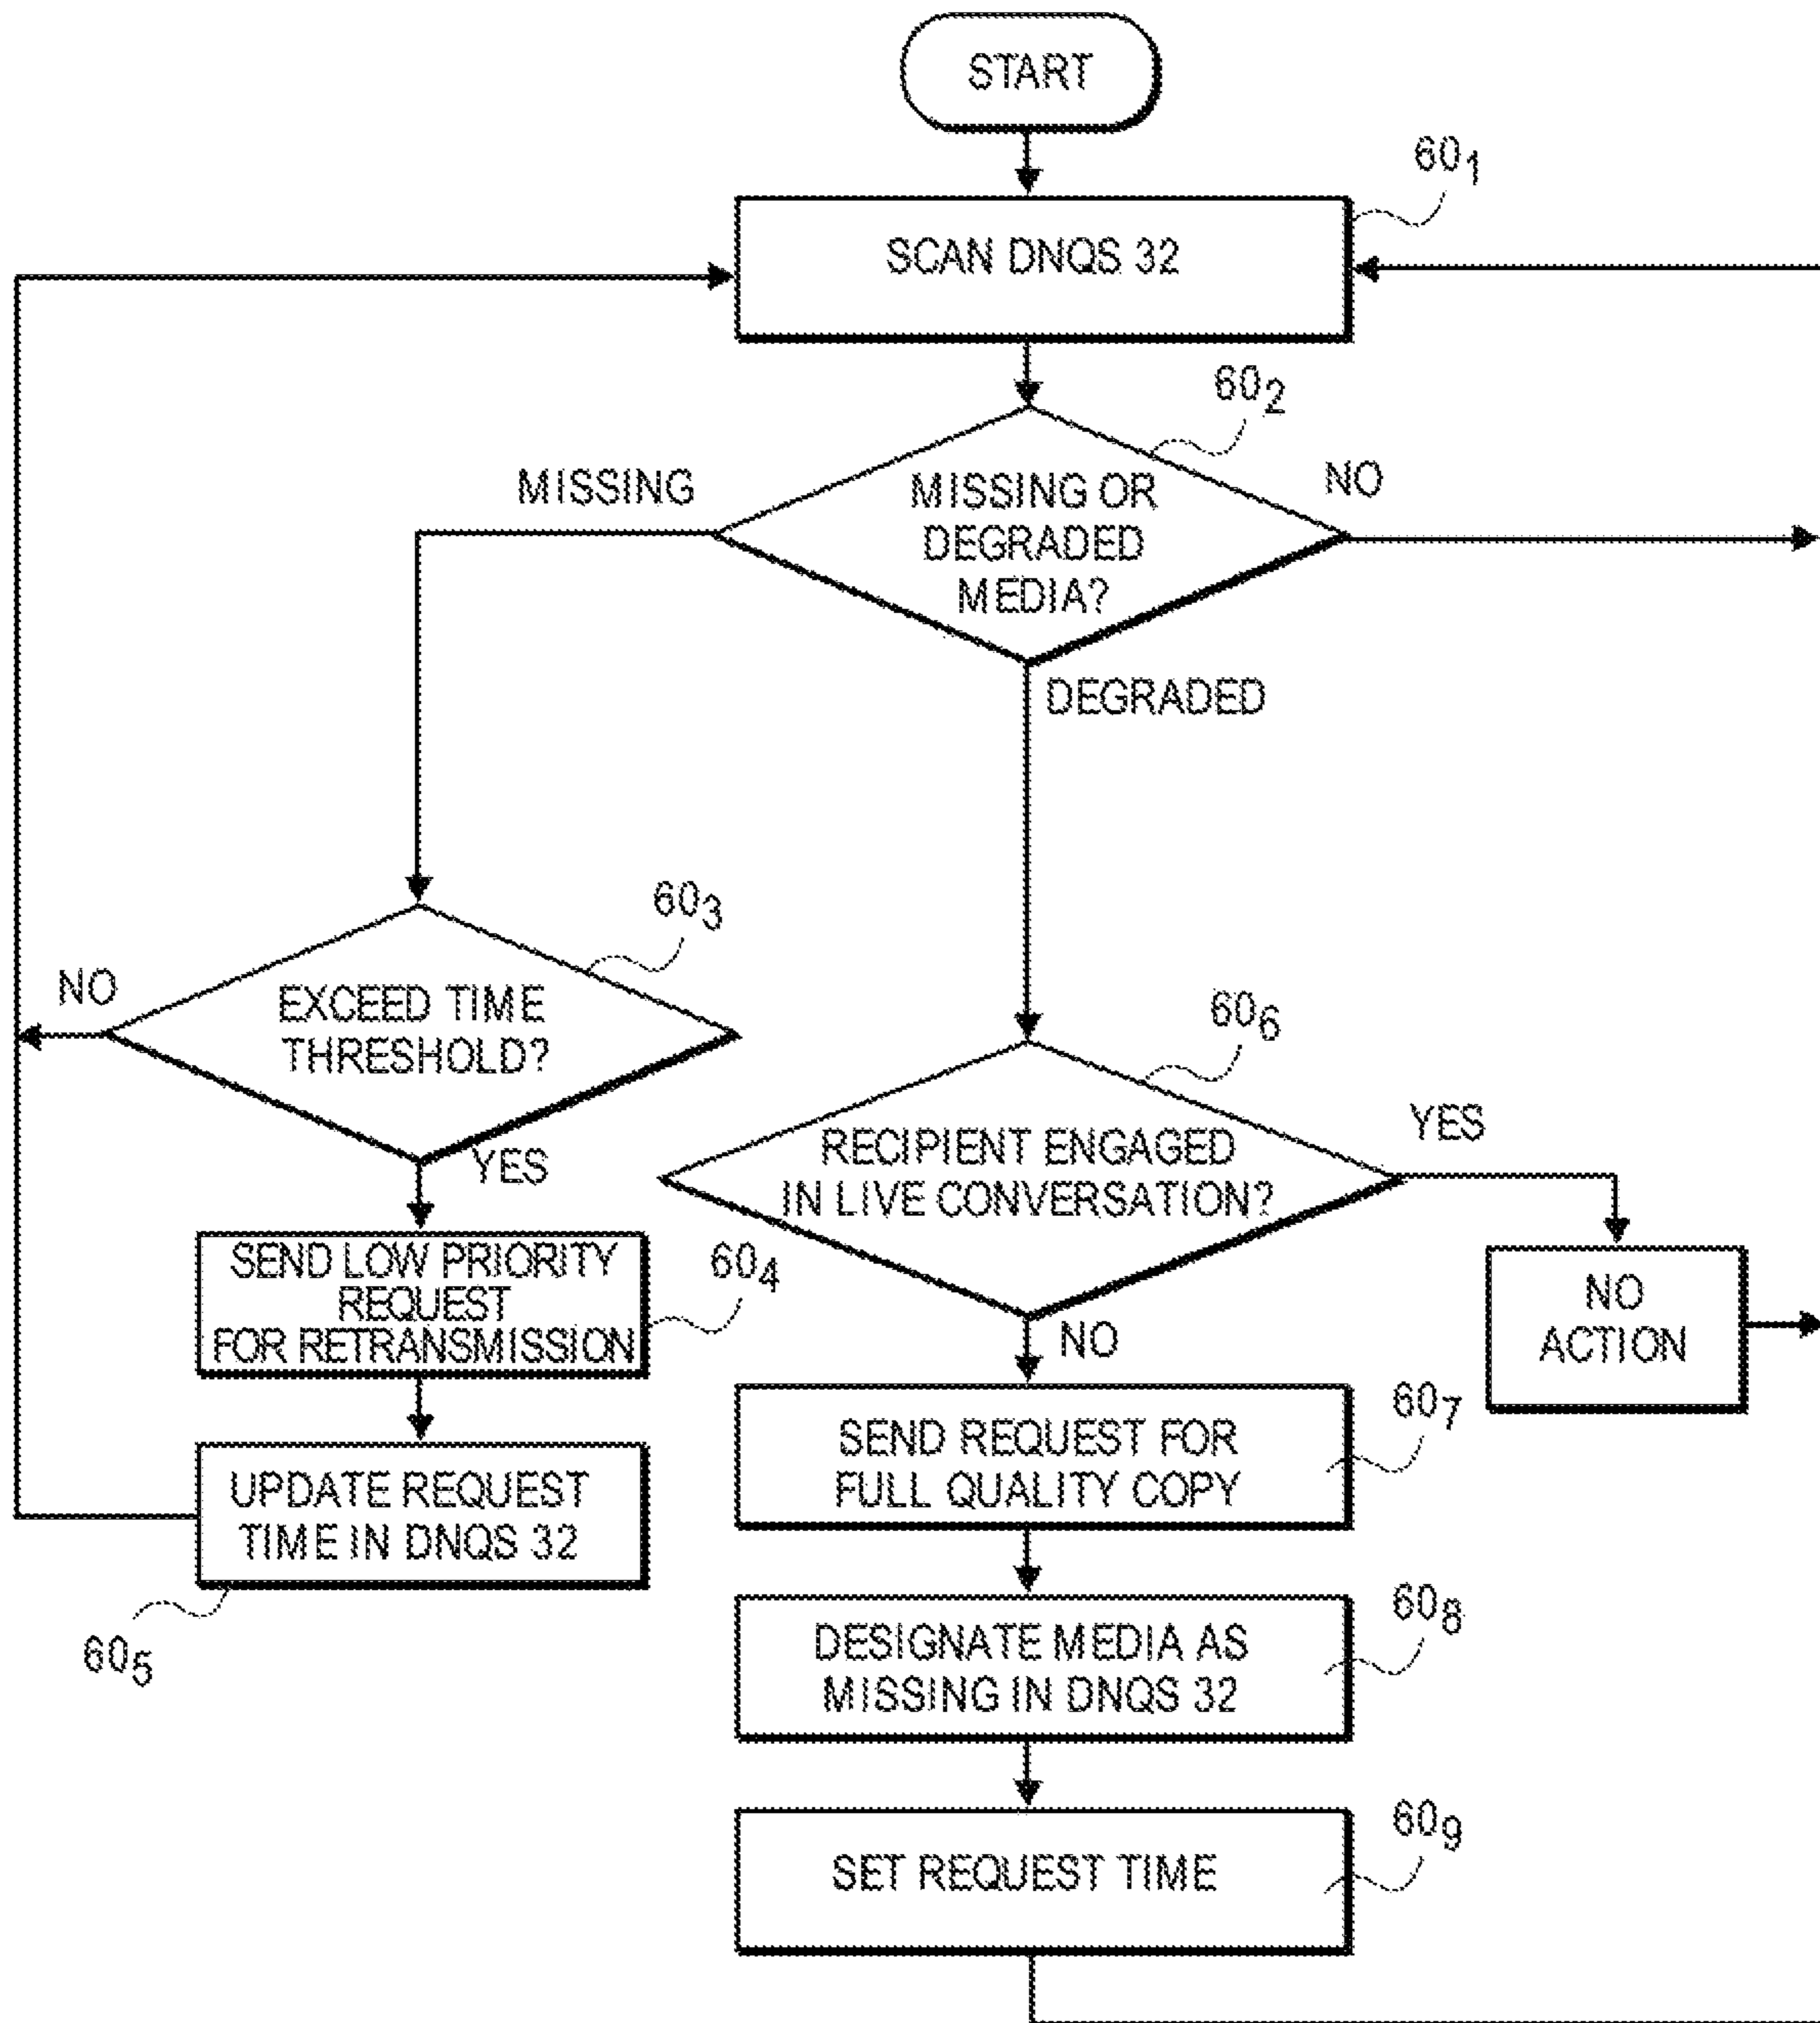 START
60₁
SCAN DNQS 32
60₂
MISSING
MISSING OR
DEGRADED
MEDIA?
NO
DEGRADED
60₃
NO
EXCEED TIME
THRESHOLD?
YES
60₆
RECIPIENT ENGAGED
IN LIVE CONVERSATION?
YES
SEND LOW PRIORITY
REQUEST
FOR RETRANSMISSION
60₄
NO
NO
ACTION
60₇
SEND REQUEST FOR
FULL QUALITY COPY
UPDATE REQUEST
TIME IN DNQS 32
60₅
60₈
DESIGNATE MEDIA AS
MISSING IN DNQS 32
60₉
SET REQUEST TIME